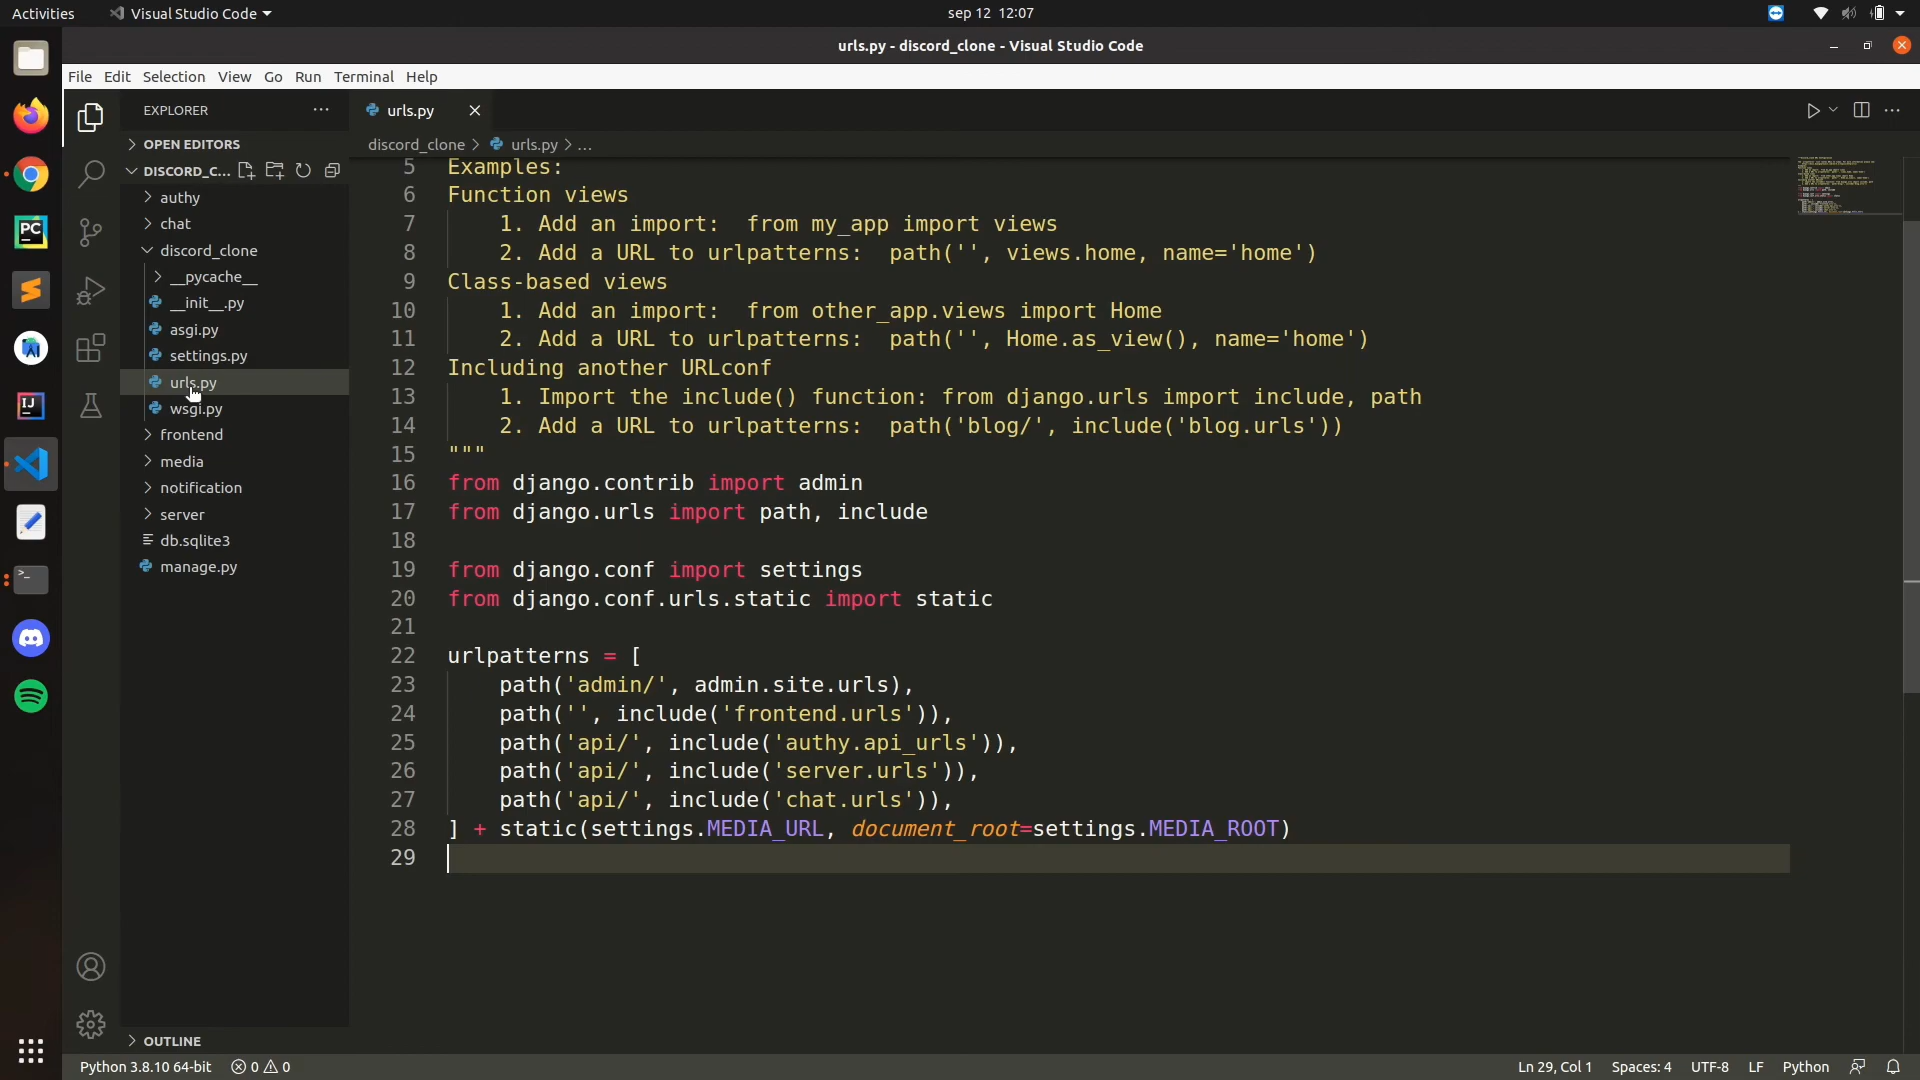 Activities
Visual Studio Code
sep 12 12:07
urls.py - discord_clone - Visual Studio Code
File Edit Selection View Go Run Terminal Help
EXPLORER
OPEN EDITORS
DISCORD_C...
authy
chat
discord_clone
__pycache__
__init__.py
asgi.py
settings.py
urls.py
wsgi.py
frontend
media
notification
server
db.sqlite3
manage.py
OUTLINE
urls.py
discord_clone > urls.py > ...
5 Examples:
6 Function views
7     1. Add an import:  from my_app import views
8     2. Add a URL to urlpatterns:  path('', views.home, name='home')
9 Class-based views
10     1. Add an import:  from other_app.views import Home
11     2. Add a URL to urlpatterns:  path('', Home.as_view(), name='home')
12 Including another URLconf
13     1. Import the include() function: from django.urls import include, path
14     2. Add a URL to urlpatterns:  path('blog/', include('blog.urls'))
15 """
16 from django.contrib import admin
17 from django.urls import path, include
18
19 from django.conf import settings
20 from django.conf.urls.static import static
21
22 urlpatterns = [
23     path('admin/', admin.site.urls),
24     path('', include('frontend.urls')),
25     path('api/', include('authy.api_urls')),
26     path('api/', include('server.urls')),
27     path('api/', include('chat.urls')),
28 ] + static(settings.MEDIA_URL, document_root=settings.MEDIA_ROOT)
29
PC
IJ
Python 3.8.10 64-bit 0 0
Ln 29, Col 1 Spaces: 4 UTF-8 LF Python